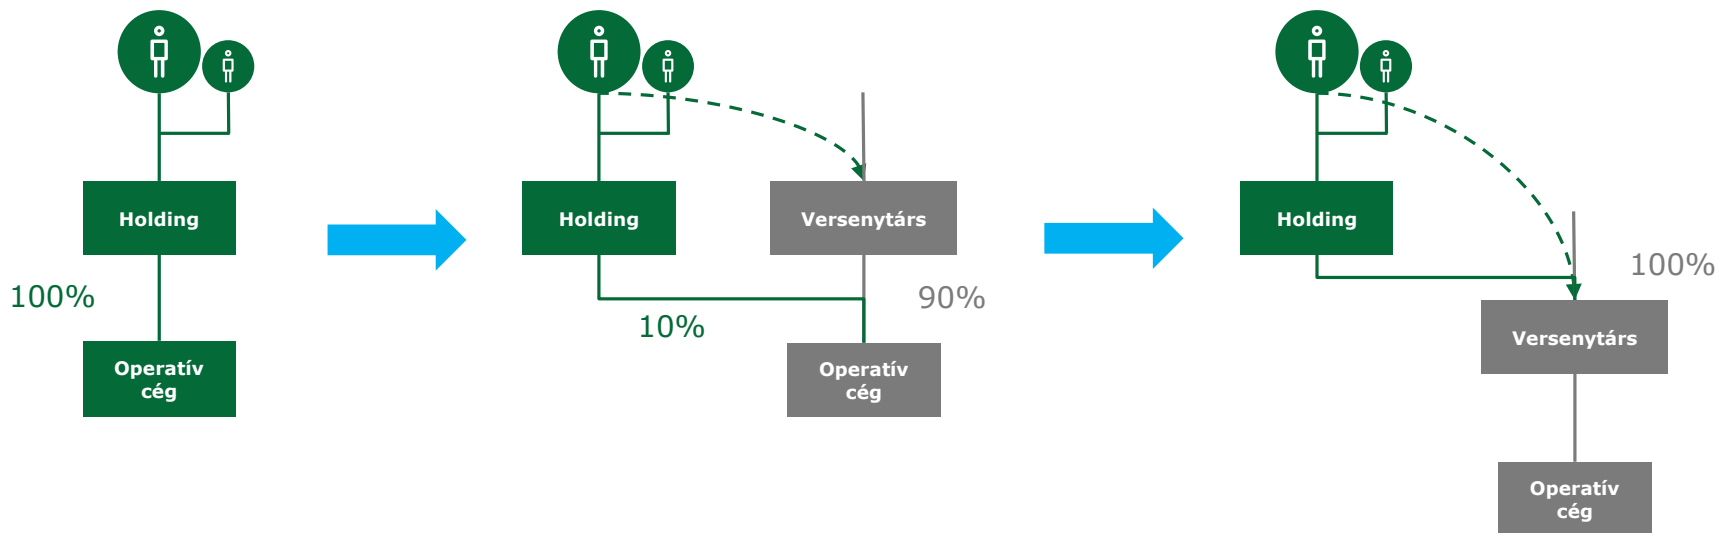 Holding
100%
Operatív
cég
Holding
Versenytárs
10%
90%
Operatív
cég
Holding
100%
Versenytárs
Operatív
cég